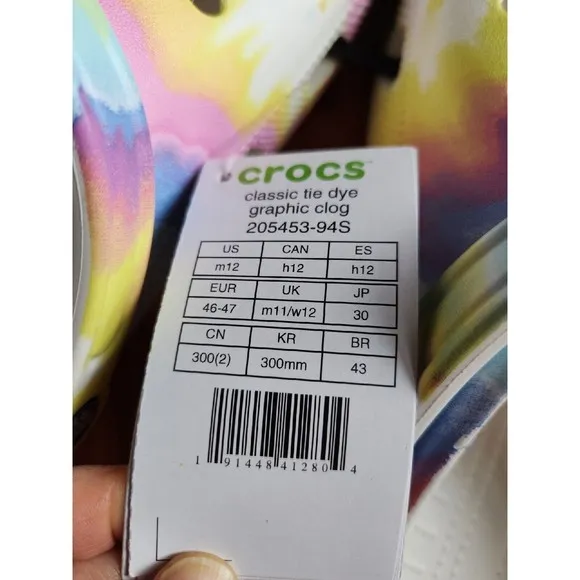 crocs™
classic tie dye
graphic clog
205453-94S
US CAN ES
m12 h12 h12
EUR UK JP
46-47 m11/w12 30
CN KR BR
300(2) 300mm 43
1 91448 41280 4